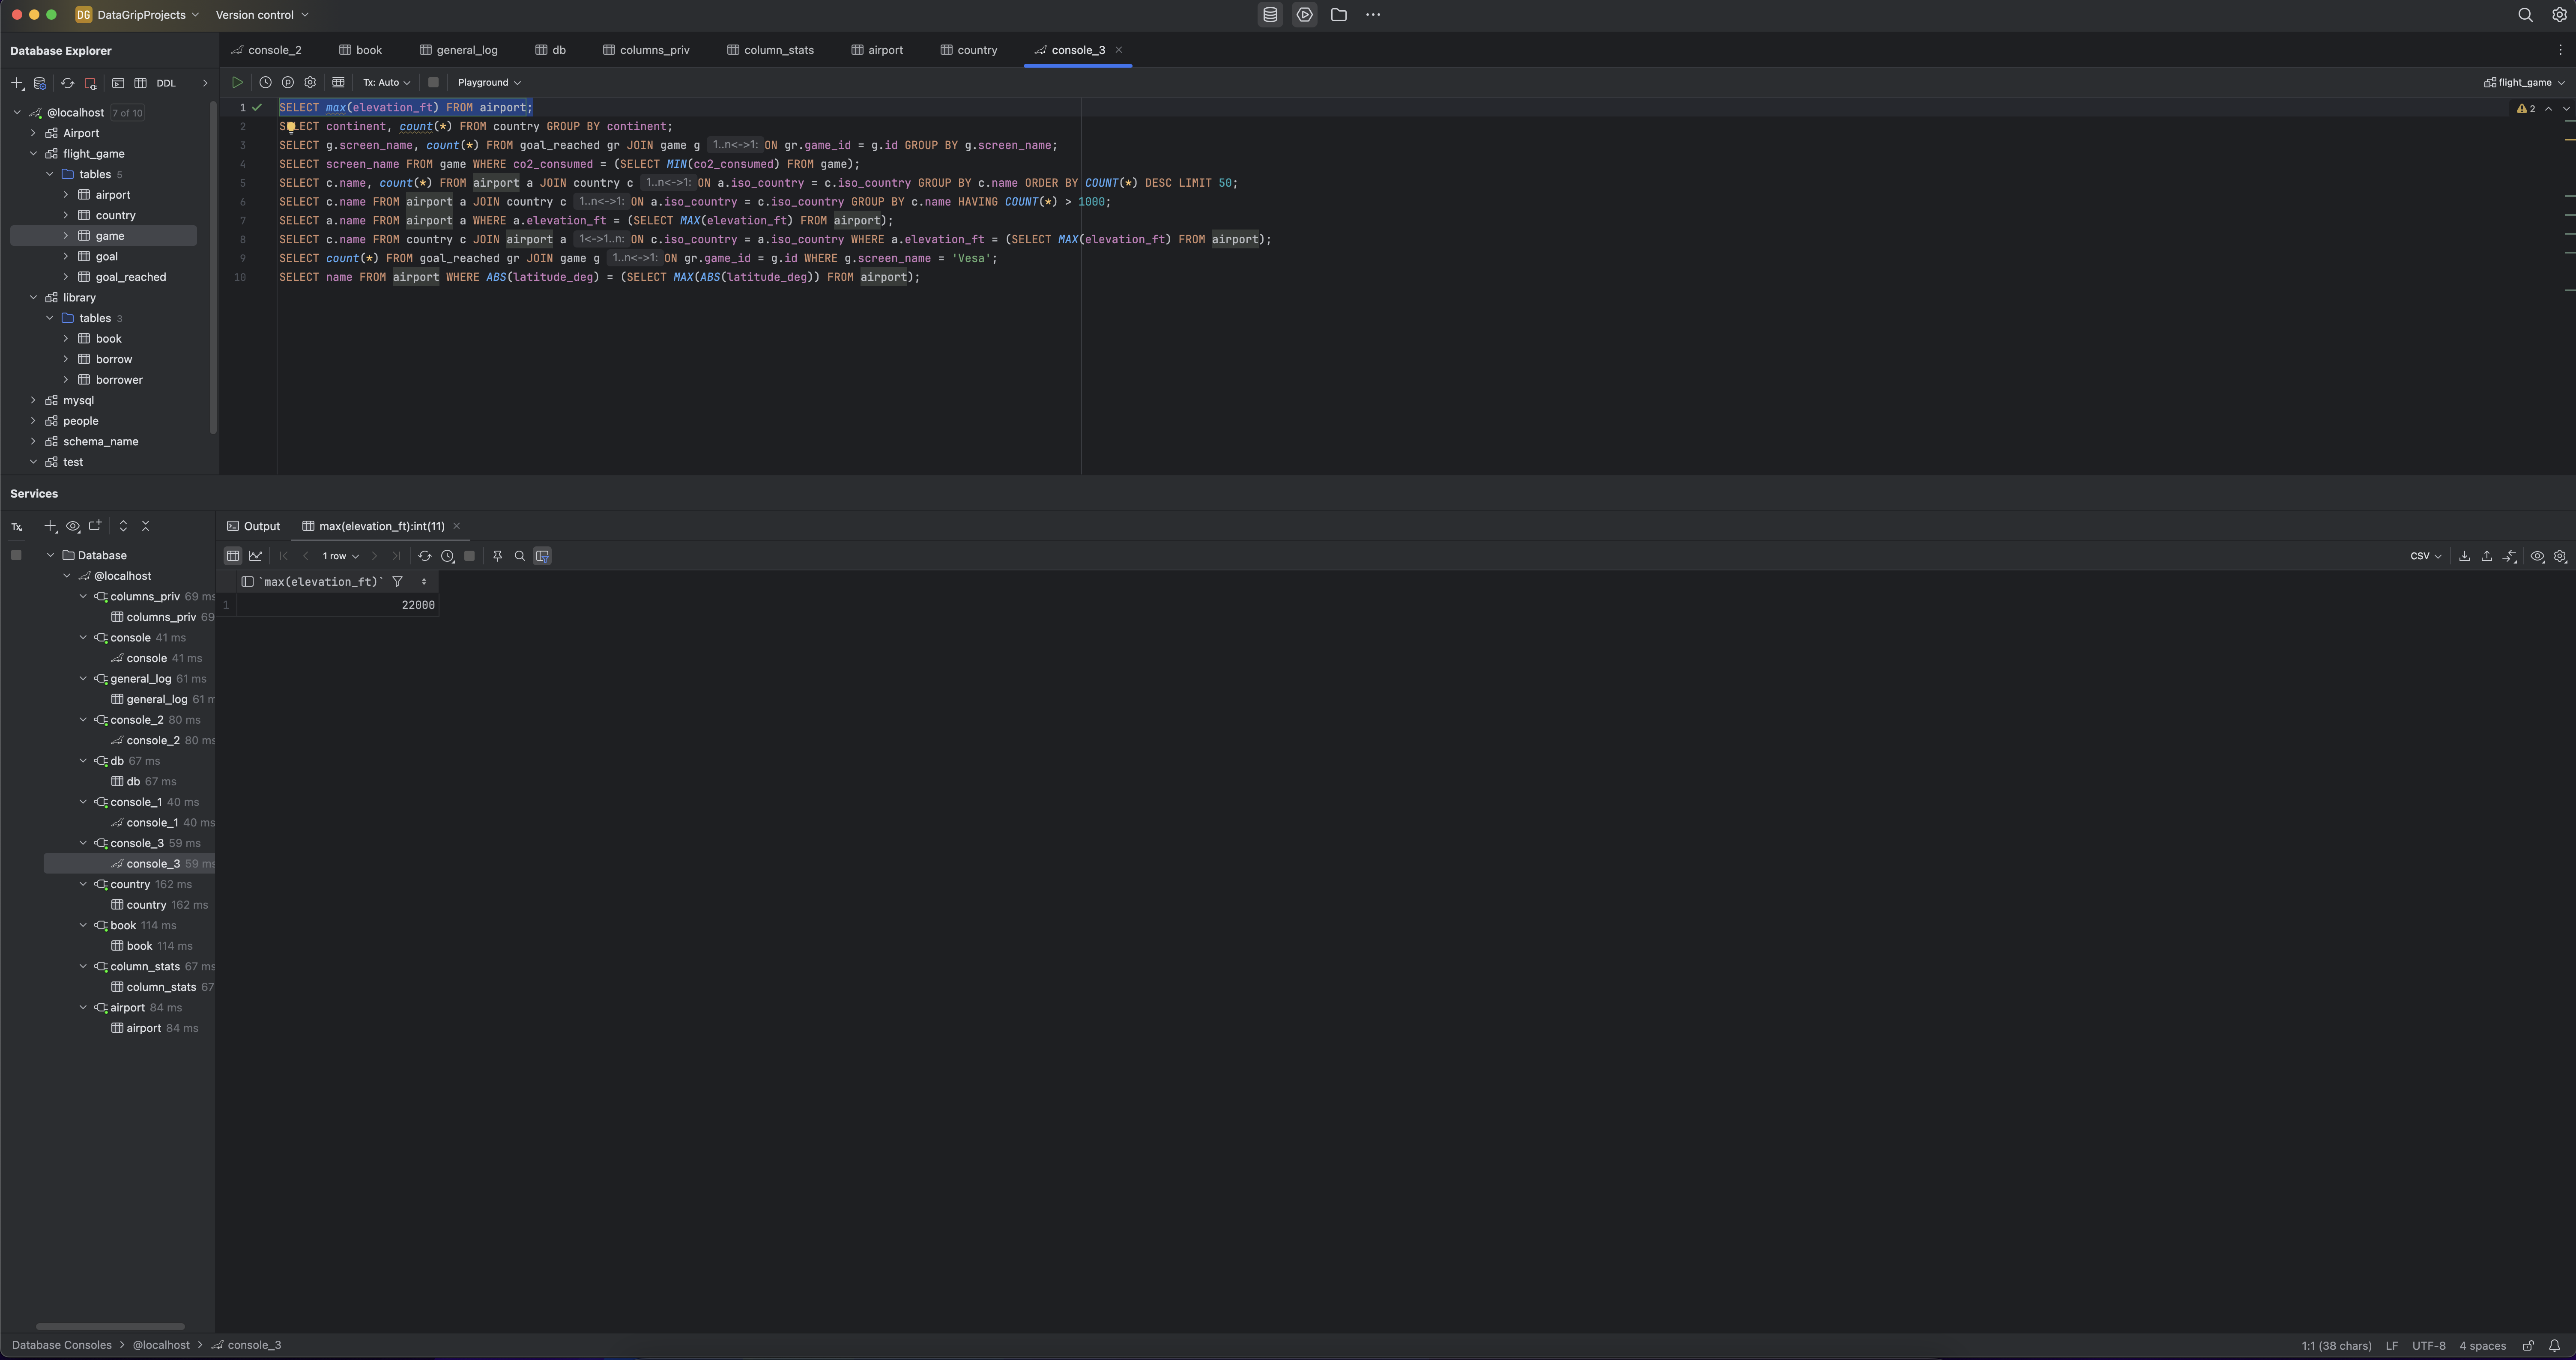 DG DataGripProjects Version control
Database Explorer
console_2 book general_log db columns_priv column_stats airport country console_3
DDL
Tx: Auto Playground flight_game
@localhost 7 of 10
Airport
flight_game
tables 5
airport
country
game
goal
goal_reached
library
tables 3
book
borrow
borrower
mysql
people
schema_name
test
1 SELECT max(elevation_ft) FROM airport;
2 SELECT continent, count(*) FROM country GROUP BY continent;
3 SELECT g.screen_name, count(*) FROM goal_reached gr JOIN game g 1..n<->1: ON gr.game_id = g.id GROUP BY g.screen_name;
4 SELECT screen_name FROM game WHERE co2_consumed = (SELECT MIN(co2_consumed) FROM game);
5 SELECT c.name, count(*) FROM airport a JOIN country c 1..n<->1: ON a.iso_country = c.iso_country GROUP BY c.name ORDER BY COUNT(*) DESC LIMIT 50;
6 SELECT c.name FROM airport a JOIN country c 1..n<->1: ON a.iso_country = c.iso_country GROUP BY c.name HAVING COUNT(*) > 1000;
7 SELECT a.name FROM airport a WHERE a.elevation_ft = (SELECT MAX(elevation_ft) FROM airport);
8 SELECT c.name FROM country c JOIN airport a 1<->1..n: ON c.iso_country = a.iso_country WHERE a.elevation_ft = (SELECT MAX(elevation_ft) FROM airport);
9 SELECT count(*) FROM goal_reached gr JOIN game g 1..n<->1: ON gr.game_id = g.id WHERE g.screen_name = 'Vesa';
10 SELECT name FROM airport WHERE ABS(latitude_deg) = (SELECT MAX(ABS(latitude_deg)) FROM airport);
2
Services
Tx
Database
@localhost
columns_priv 69 ms
columns_priv 69
console 41 ms
console 41 ms
general_log 61 ms
general_log 61 m
console_2 80 ms
console_2 80 ms
db 67 ms
db 67 ms
console_1 40 ms
console_1 40 ms
console_3 59 ms
console_3 59 ms
country 162 ms
country 162 ms
book 114 ms
book 114 ms
column_stats 67 ms
column_stats 67
airport 84 ms
airport 84 ms
Output max(elevation_ft):int(11)
1 row CSV
`max(elevation_ft)`
1 22000
Database Consoles > @localhost > console_3
1:1 (38 chars) LF UTF-8 4 spaces